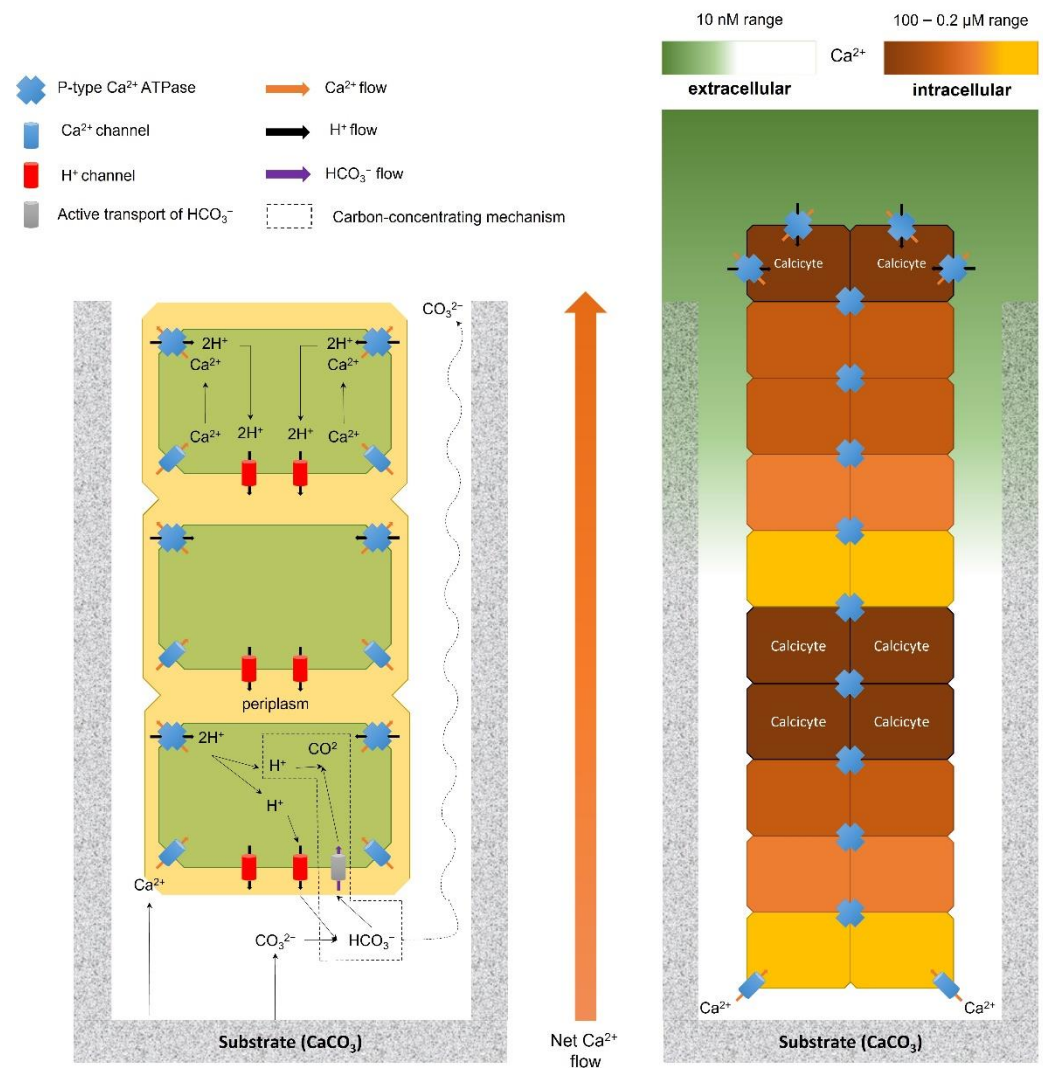 10 nM range
100 – 0.2 µM range
Ca²⁺
extracellular
intracellular
P-type Ca²⁺ ATPase
Ca²⁺ flow
Ca²⁺ channel
H⁺ flow
H⁺ channel
HCO₃⁻ flow
Active transport of HCO₃⁻
Carbon-concentrating mechanism
CO₃²⁻
2H⁺
2H⁺
Ca²⁺
Ca²⁺
Ca²⁺
2H⁺
2H⁺
Ca²⁺
periplasm
2H⁺
H⁺
CO²
H⁺
Ca²⁺
CO₃²⁻
HCO₃⁻
Substrate (CaCO₃)
Net Ca²⁺
flow
Calcicyte
Calcicyte
Calcicyte
Calcicyte
Calcicyte
Calcicyte
Ca²⁺
Ca²⁺
Substrate (CaCO₃)